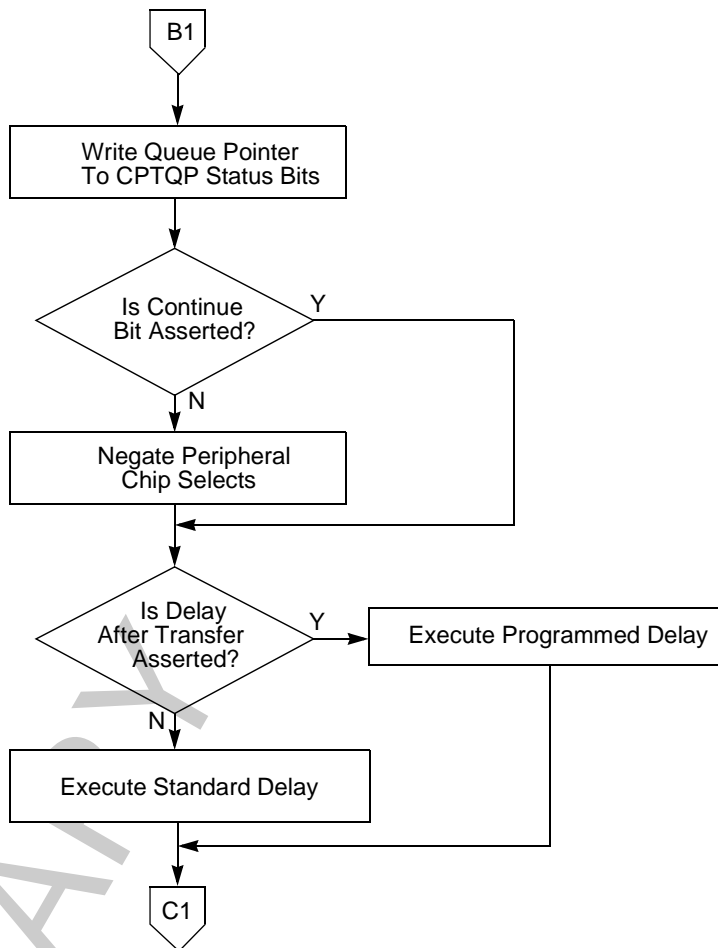 B1
Write Queue Pointer
To CPTQP Status Bits
Is Continue
Bit Asserted?
Y
N
Negate Peripheral
Chip Selects
Is Delay
After Transfer
Asserted?
Y
Execute Programmed Delay
N
Execute Standard Delay
C1
ARY